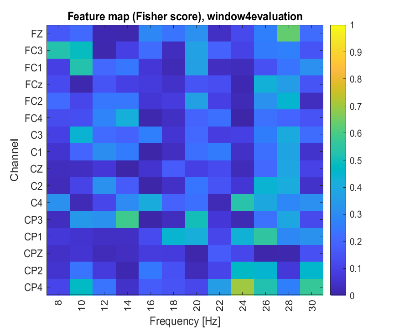 Feature map (Fisher score), window4evaluation
FZ
FC3
FC1
FCz
FC2
FC4
C3
C1
CZ
C2
C4
CP3
CP1
CPZ
CP2
CP4
Channel
8 10 12 14 16 18 20 22 24 26 28 30
Frequency [Hz]
1
0.9
0.8
0.7
0.6
0.5
0.4
0.3
0.2
0.1
0